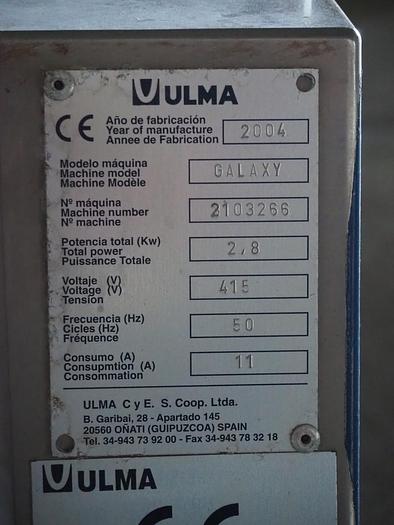 ULMA
CE
Año de fabricación
Year of manufacture
Annee de Fabrication
2004
Modelo máquina
Machine model
Machine Modèle
GALAXY
Nº máquina
Machine number
Nº machine
2103266
Potencia total (Kw)
Total power
Puissance Totale
2,8
Voltaje (V)
Voltage (V)
Tension
415
Frecuencia (Hz)
Cicles (Hz)
Fréquence
50
Consumo (A)
Consumption (A)
Consommation
11
ULMA C y E. S. Coop. Ltda.
B. Garibai, 28 - Apartado 145
20560 OÑATI (GUIPUZCOA) SPAIN
Tel. 34-943 73 92 00 - Fax 34-943 78 32 18
ULMA
CE